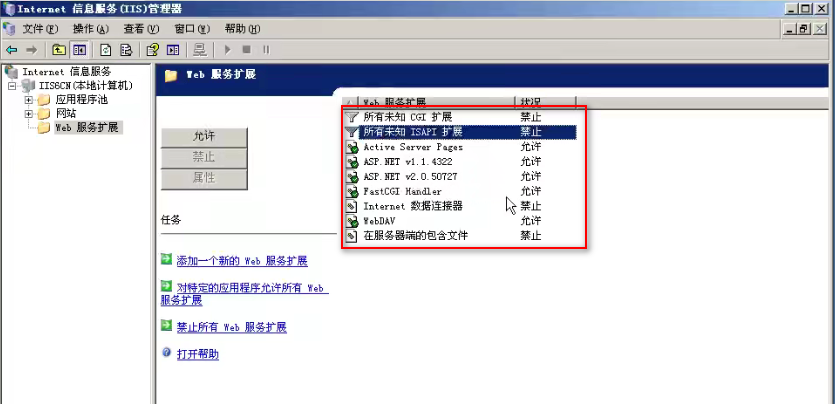 Internet 信息服务(IIS)管理器
文件(F) 操作(A) 查看(V) 窗口(W) 帮助(H)
Internet 信息服务
IIS6CN(本地计算机)
应用程序池
网站
Web 服务扩展
Web 服务扩展
允许
禁止
属性
任务
添加一个新的 Web 服务扩展
对特定的应用程序允许所有 Web
服务扩展
禁止所有 Web 服务扩展
打开帮助
Web 服务扩展 状况
所有未知 CGI 扩展 禁止
所有未知 ISAPI 扩展 禁止
Active Server Pages 允许
ASP.NET v1.1.4322 允许
ASP.NET v2.0.50727 允许
FastCGI Handler 允许
Internet 数据连接器 禁止
WebDAV 允许
在服务器端的包含文件 禁止